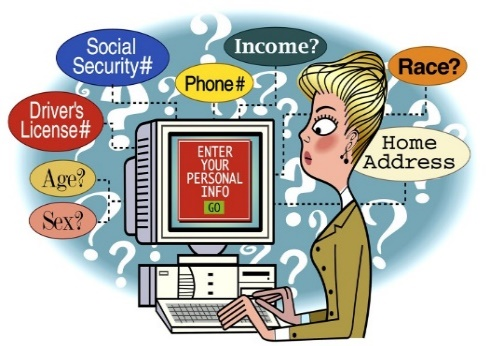 Social
Security#
Income?
Phone#
Race?
Driver's
License#
Home
Address
Age?
Sex?
ENTER
YOUR
PERSONAL
INFO
GO